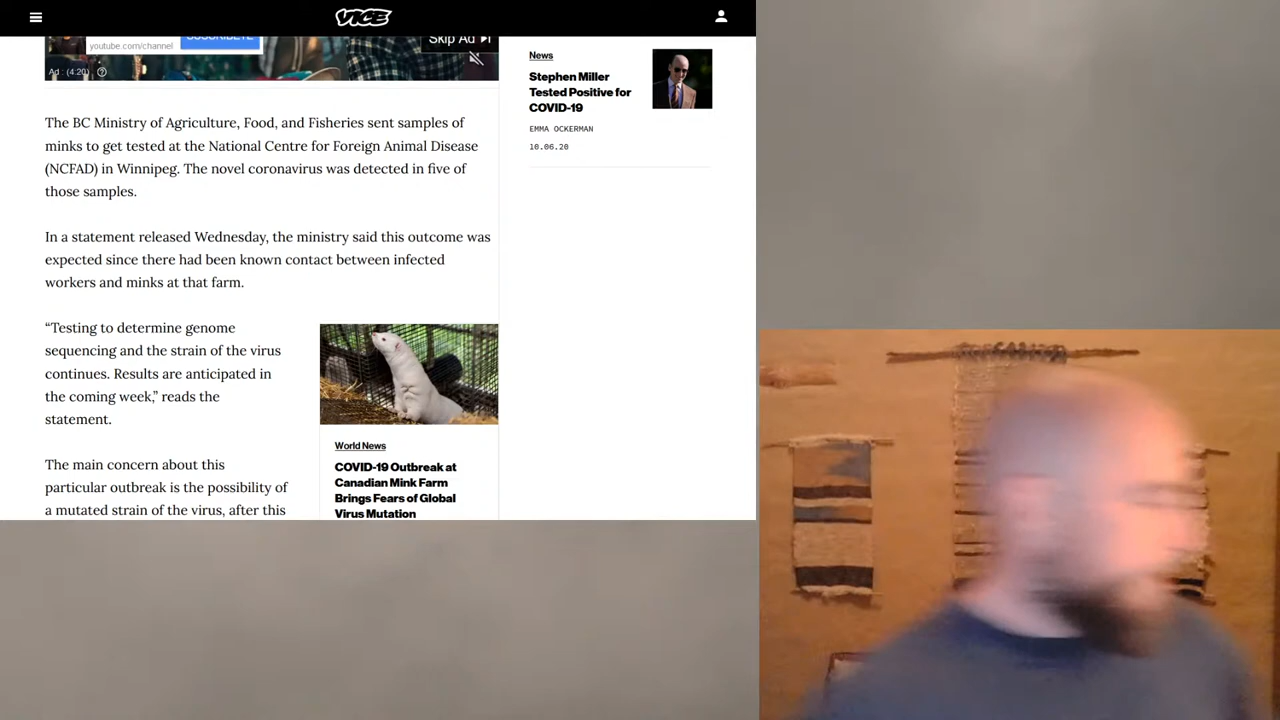 VICE
youtube.com/channel
SUSCRÍBETE
Skip Ad
Ad : (4:20)
The BC Ministry of Agriculture, Food, and Fisheries sent samples of
minks to get tested at the National Centre for Foreign Animal Disease
(NCFAD) in Winnipeg. The novel coronavirus was detected in five of
those samples.
In a statement released Wednesday, the ministry said this outcome was
expected since there had been known contact between infected
workers and minks at that farm.
“Testing to determine genome
sequencing and the strain of the virus
continues. Results are anticipated in
the coming week,” reads the
statement.
The main concern about this
particular outbreak is the possibility of
a mutated strain of the virus, after this
World News
COVID-19 Outbreak at
Canadian Mink Farm
Brings Fears of Global
Virus Mutation
News
Stephen Miller
Tested Positive for
COVID-19
EMMA OCKERMAN
10.06.20